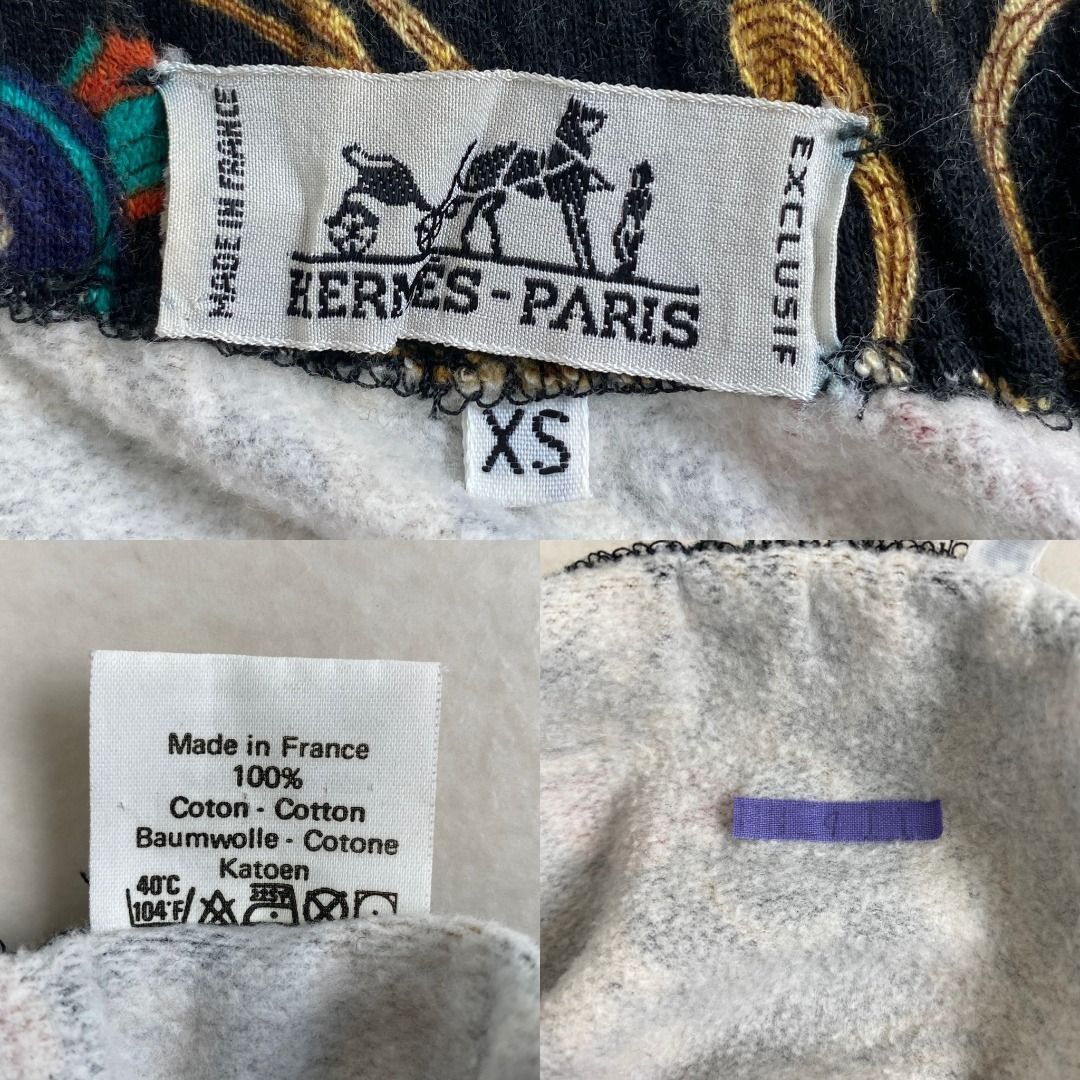 MADE IN FRANCE
HERMES-PARIS
EXCLUSIF
XS
Made in France
100%
Coton - Cotton
Baumwolle - Cotone
Katoen
40°C
104°F